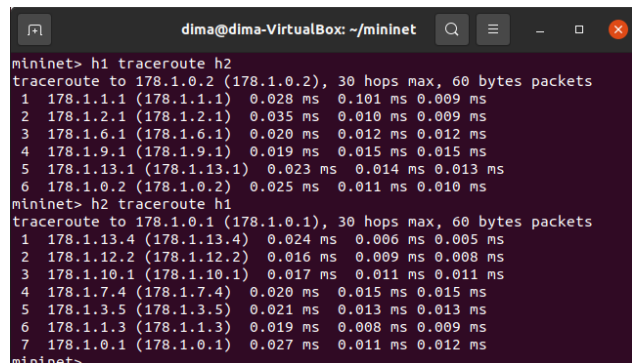 dima@dima-VirtualBox: ~/mininet
mininet> h1 traceroute h2
traceroute to 178.1.0.2 (178.1.0.2), 30 hops max, 60 bytes packets
1 178.1.1.1 (178.1.1.1) 0.028 ms 0.101 ms 0.009 ms
2 178.1.2.1 (178.1.2.1) 0.035 ms 0.010 ms 0.009 ms
3 178.1.6.1 (178.1.6.1) 0.020 ms 0.012 ms 0.012 ms
4 178.1.9.1 (178.1.9.1) 0.019 ms 0.015 ms 0.015 ms
5 178.1.13.1 (178.1.13.1) 0.023 ms 0.014 ms 0.013 ms
6 178.1.0.2 (178.1.0.2) 0.025 ms 0.011 ms 0.010 ms
mininet> h2 traceroute h1
traceroute to 178.1.0.1 (178.1.0.1), 30 hops max, 60 bytes packets
1 178.1.13.4 (178.1.13.4) 0.024 ms 0.006 ms 0.005 ms
2 178.1.12.2 (178.1.12.2) 0.016 ms 0.009 ms 0.008 ms
3 178.1.10.1 (178.1.10.1) 0.017 ms 0.011 ms 0.011 ms
4 178.1.7.4 (178.1.7.4) 0.020 ms 0.015 ms 0.015 ms
5 178.1.3.5 (178.1.3.5) 0.021 ms 0.013 ms 0.013 ms
6 178.1.1.3 (178.1.1.3) 0.019 ms 0.008 ms 0.009 ms
7 178.1.0.1 (178.1.0.1) 0.027 ms 0.011 ms 0.012 ms
mininet>